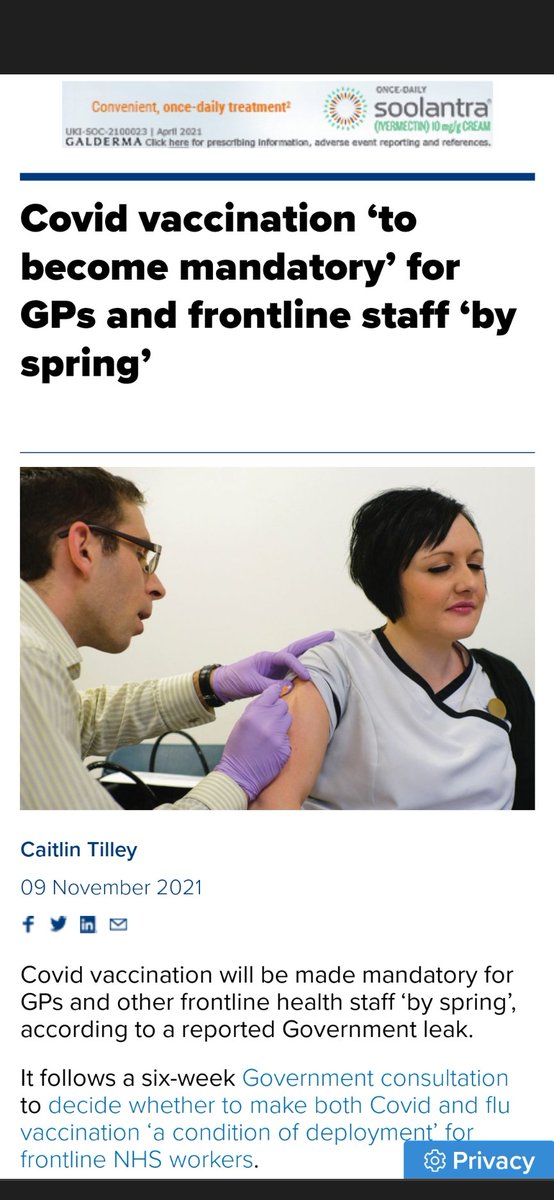 Convenient, once-daily treatment²
ONCE-DAILY
soolantra®
(IVERMECTIN) 10 mg/g CREAM
UKI-SOC-2100023 | April 2021
GALDERMA Click here for prescribing information, adverse event reporting and references.
Covid vaccination ‘to
become mandatory’ for
GPs and frontline staff ‘by
spring’
Caitlin Tilley
09 November 2021
Covid vaccination will be made mandatory for
GPs and other frontline health staff ‘by spring’,
according to a reported Government leak.
It follows a six-week Government consultation
to decide whether to make both Covid and flu
vaccination ‘a condition of deployment’ for
frontline NHS workers.
Privacy